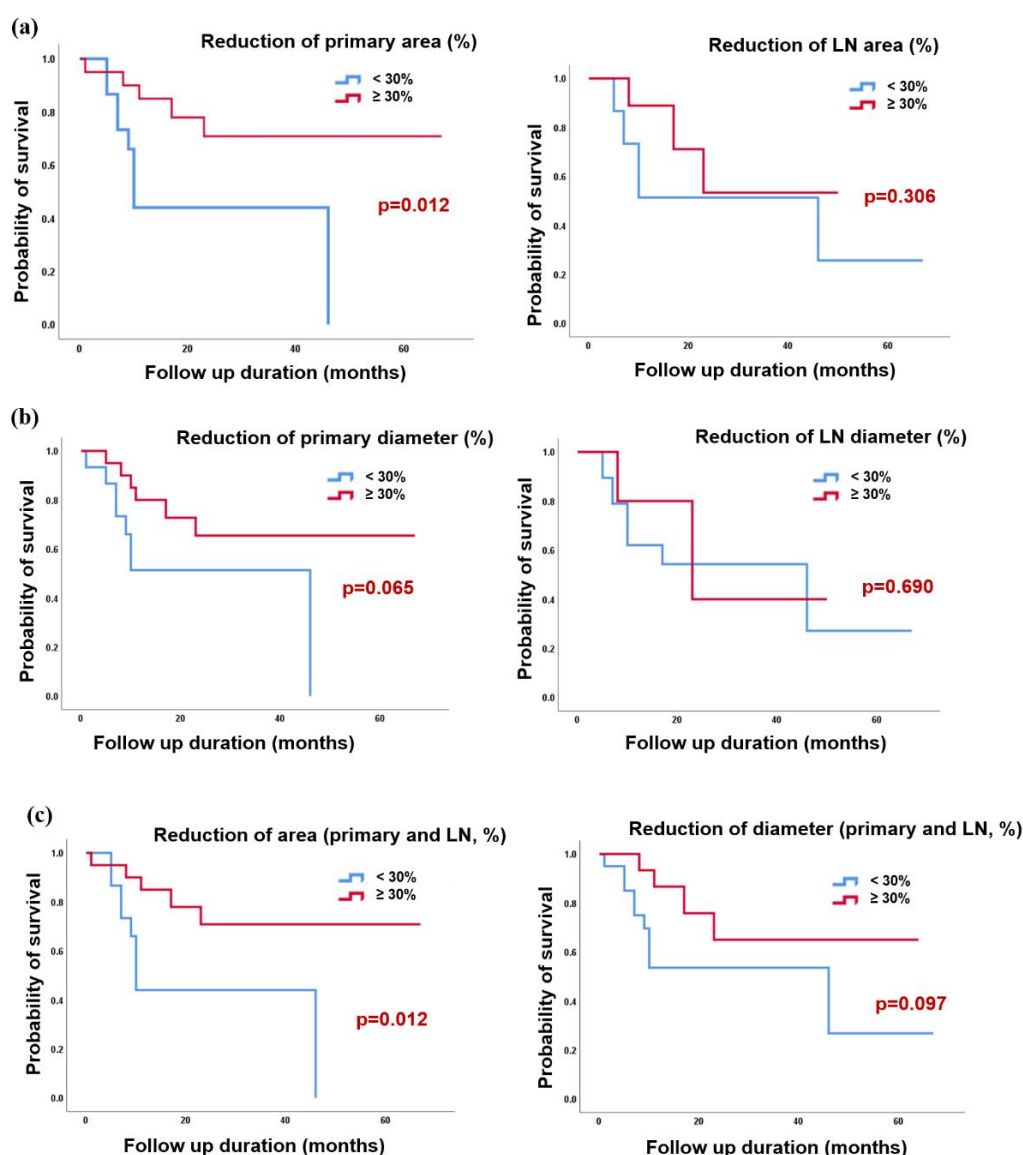 (a)
Reduction of primary area (%)
< 30%
≥ 30%
p=0.012
Probability of survival
1.0
0.8
0.6
0.4
0.2
0.0
0 20 40 60
Follow up duration (months)
Reduction of LN area (%)
< 30%
≥ 30%
p=0.306
Probability of survival
1.0
0.8
0.6
0.4
0.2
0.0
0 20 40 60
Follow up duration (months)
(b)
Reduction of primary diameter (%)
< 30%
≥ 30%
p=0.065
Probability of survival
1.0
0.8
0.6
0.4
0.2
0.0
0 20 40 60
Follow up duration (months)
Reduction of LN diameter (%)
< 30%
≥ 30%
p=0.690
Probability of survival
1.0
0.8
0.6
0.4
0.2
0.0
0 20 40 60
Follow up duration (months)
(c)
Reduction of area (primary and LN, %)
< 30%
≥ 30%
p=0.012
Probability of survival
1.0
0.8
0.6
0.4
0.2
0.0
0 20 40 60
Follow up duration (months)
Reduction of diameter (primary and LN, %)
< 30%
≥ 30%
p=0.097
Probability of survival
1.0
0.8
0.6
0.4
0.2
0.0
0 20 40 60
Follow up duration (months)